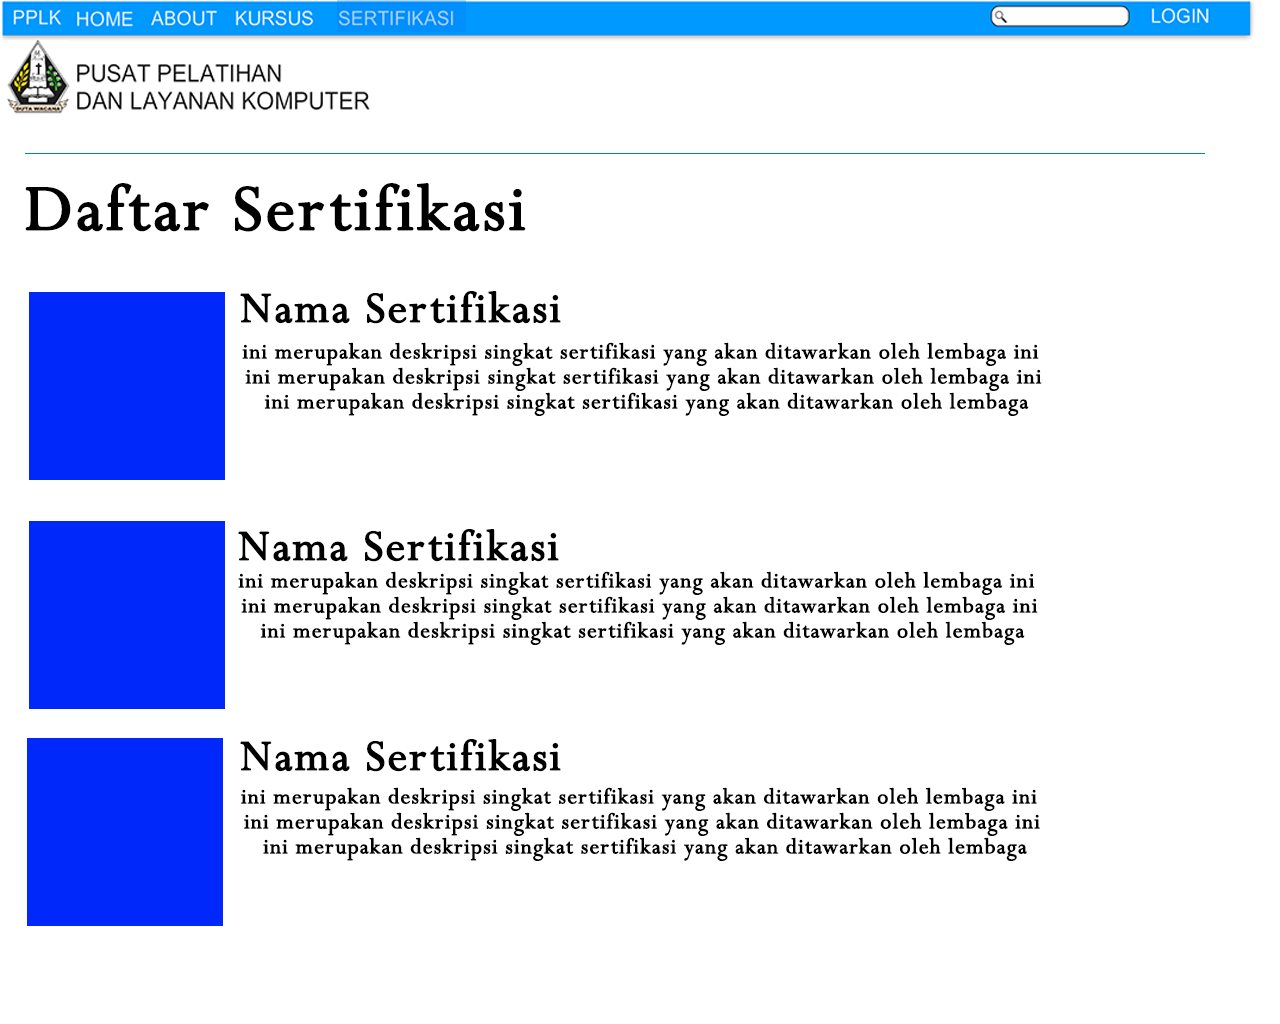 PPLK HOME ABOUT KURSUS SERTIFIKASI LOGIN
PUSAT PELATIHAN
DAN LAYANAN KOMPUTER
DUTA WACANA
Daftar Sertifikasi
Nama Sertifikasi
ini merupakan deskripsi singkat sertifikasi yang akan ditawarkan oleh lembaga ini
ini merupakan deskripsi singkat sertifikasi yang akan ditawarkan oleh lembaga ini
ini merupakan deskripsi singkat sertifikasi yang akan ditawarkan oleh lembaga
Nama Sertifikasi
ini merupakan deskripsi singkat sertifikasi yang akan ditawarkan oleh lembaga ini
ini merupakan deskripsi singkat sertifikasi yang akan ditawarkan oleh lembaga ini
ini merupakan deskripsi singkat sertifikasi yang akan ditawarkan oleh lembaga
Nama Sertifikasi
ini merupakan deskripsi singkat sertifikasi yang akan ditawarkan oleh lembaga ini
ini merupakan deskripsi singkat sertifikasi yang akan ditawarkan oleh lembaga ini
ini merupakan deskripsi singkat sertifikasi yang akan ditawarkan oleh lembaga